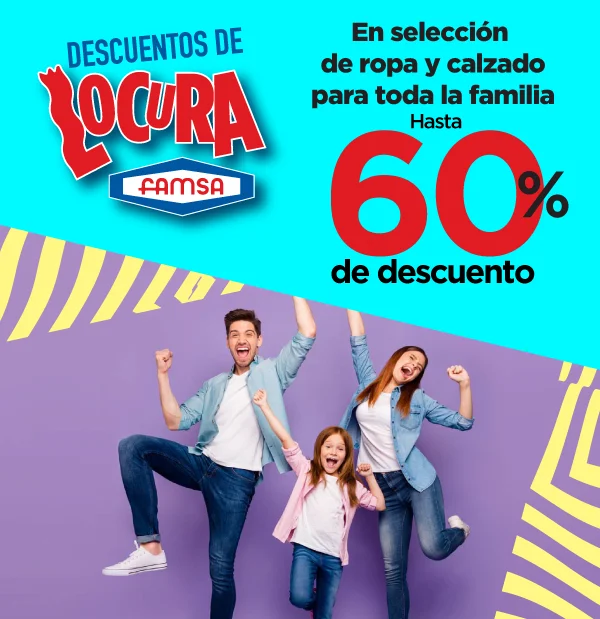 DESCUENTOS DE
LOCURA
FAMSA
En selección
de ropa y calzado
para toda la familia
Hasta
60%
de descuento